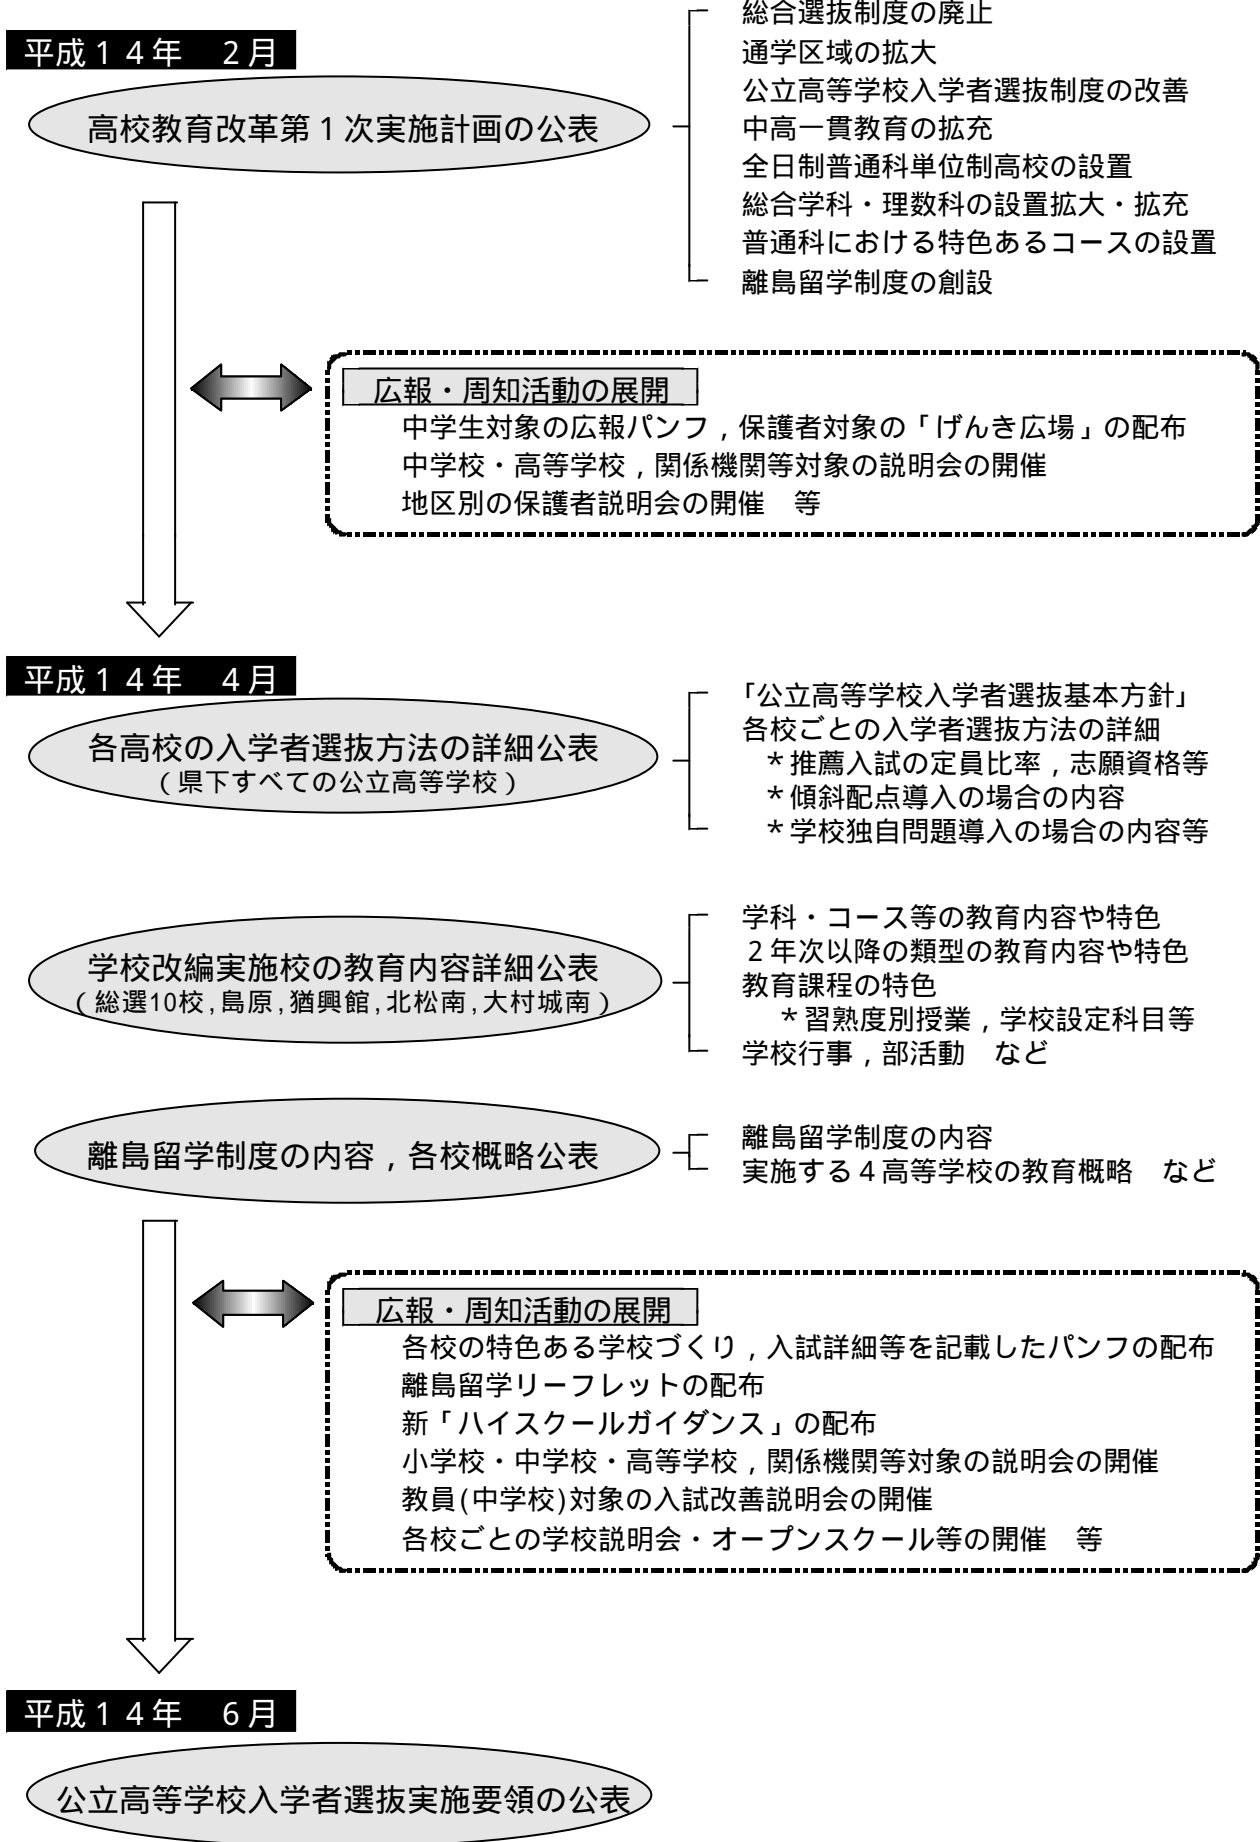 総合選抜制度の廃止
平成14年　2月
通学区域の拡大
公立高等学校入学者選抜制度の改善
高校教育改革第1次実施計画の公表
中高一貫教育の拡充
全日制普通科単位制高校の設置
総合学科・理数科の設置拡大・拡充
普通科における特色あるコースの設置
離島留学制度の創設
広報・周知活動の展開
中学生対象の広報パンフ，保護者対象の「げんき広場」の配布
中学校・高等学校，関係機関等対象の説明会の開催
地区別の保護者説明会の開催　等
平成14年　4月
各高校の入学者選抜方法の詳細公表
（県下すべての公立高等学校）
「公立高等学校入学者選抜基本方針」
各校ごとの入学者選抜方法の詳細
＊推薦入試の定員比率，志願資格等
＊傾斜配点導入の場合の内容
＊学校独自問題導入の場合の内容等
学校改編実施校の教育内容詳細公表
（総選10校,島原,猶興館,北松南,大村城南）
学科・コース等の教育内容や特色
2年次以降の類型の教育内容や特色
教育課程の特色
＊習熟度別授業，学校設定科目等
学校行事，部活動　など
離島留学制度の内容，各校概略公表
離島留学制度の内容
実施する4高等学校の教育概略　など
広報・周知活動の展開
各校の特色ある学校づくり，入試詳細等を記載したパンフの配布
離島留学リーフレットの配布
新「ハイスクールガイダンス」の配布
小学校・中学校・高等学校，関係機関等対象の説明会の開催
教員(中学校)対象の入試改善説明会の開催
各校ごとの学校説明会・オープンスクール等の開催　等
平成14年　6月
公立高等学校入学者選抜実施要領の公表